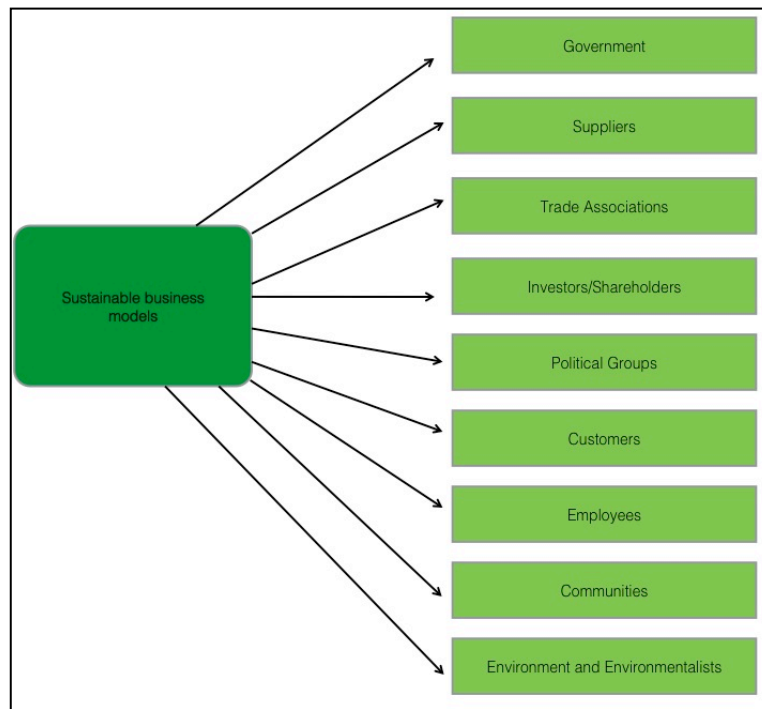 Government
Suppliers
Trade Associations
Sustainable business
models
Investors/Shareholders
Political Groups
Customers
Employees
Communities
Environment and Environmentalists